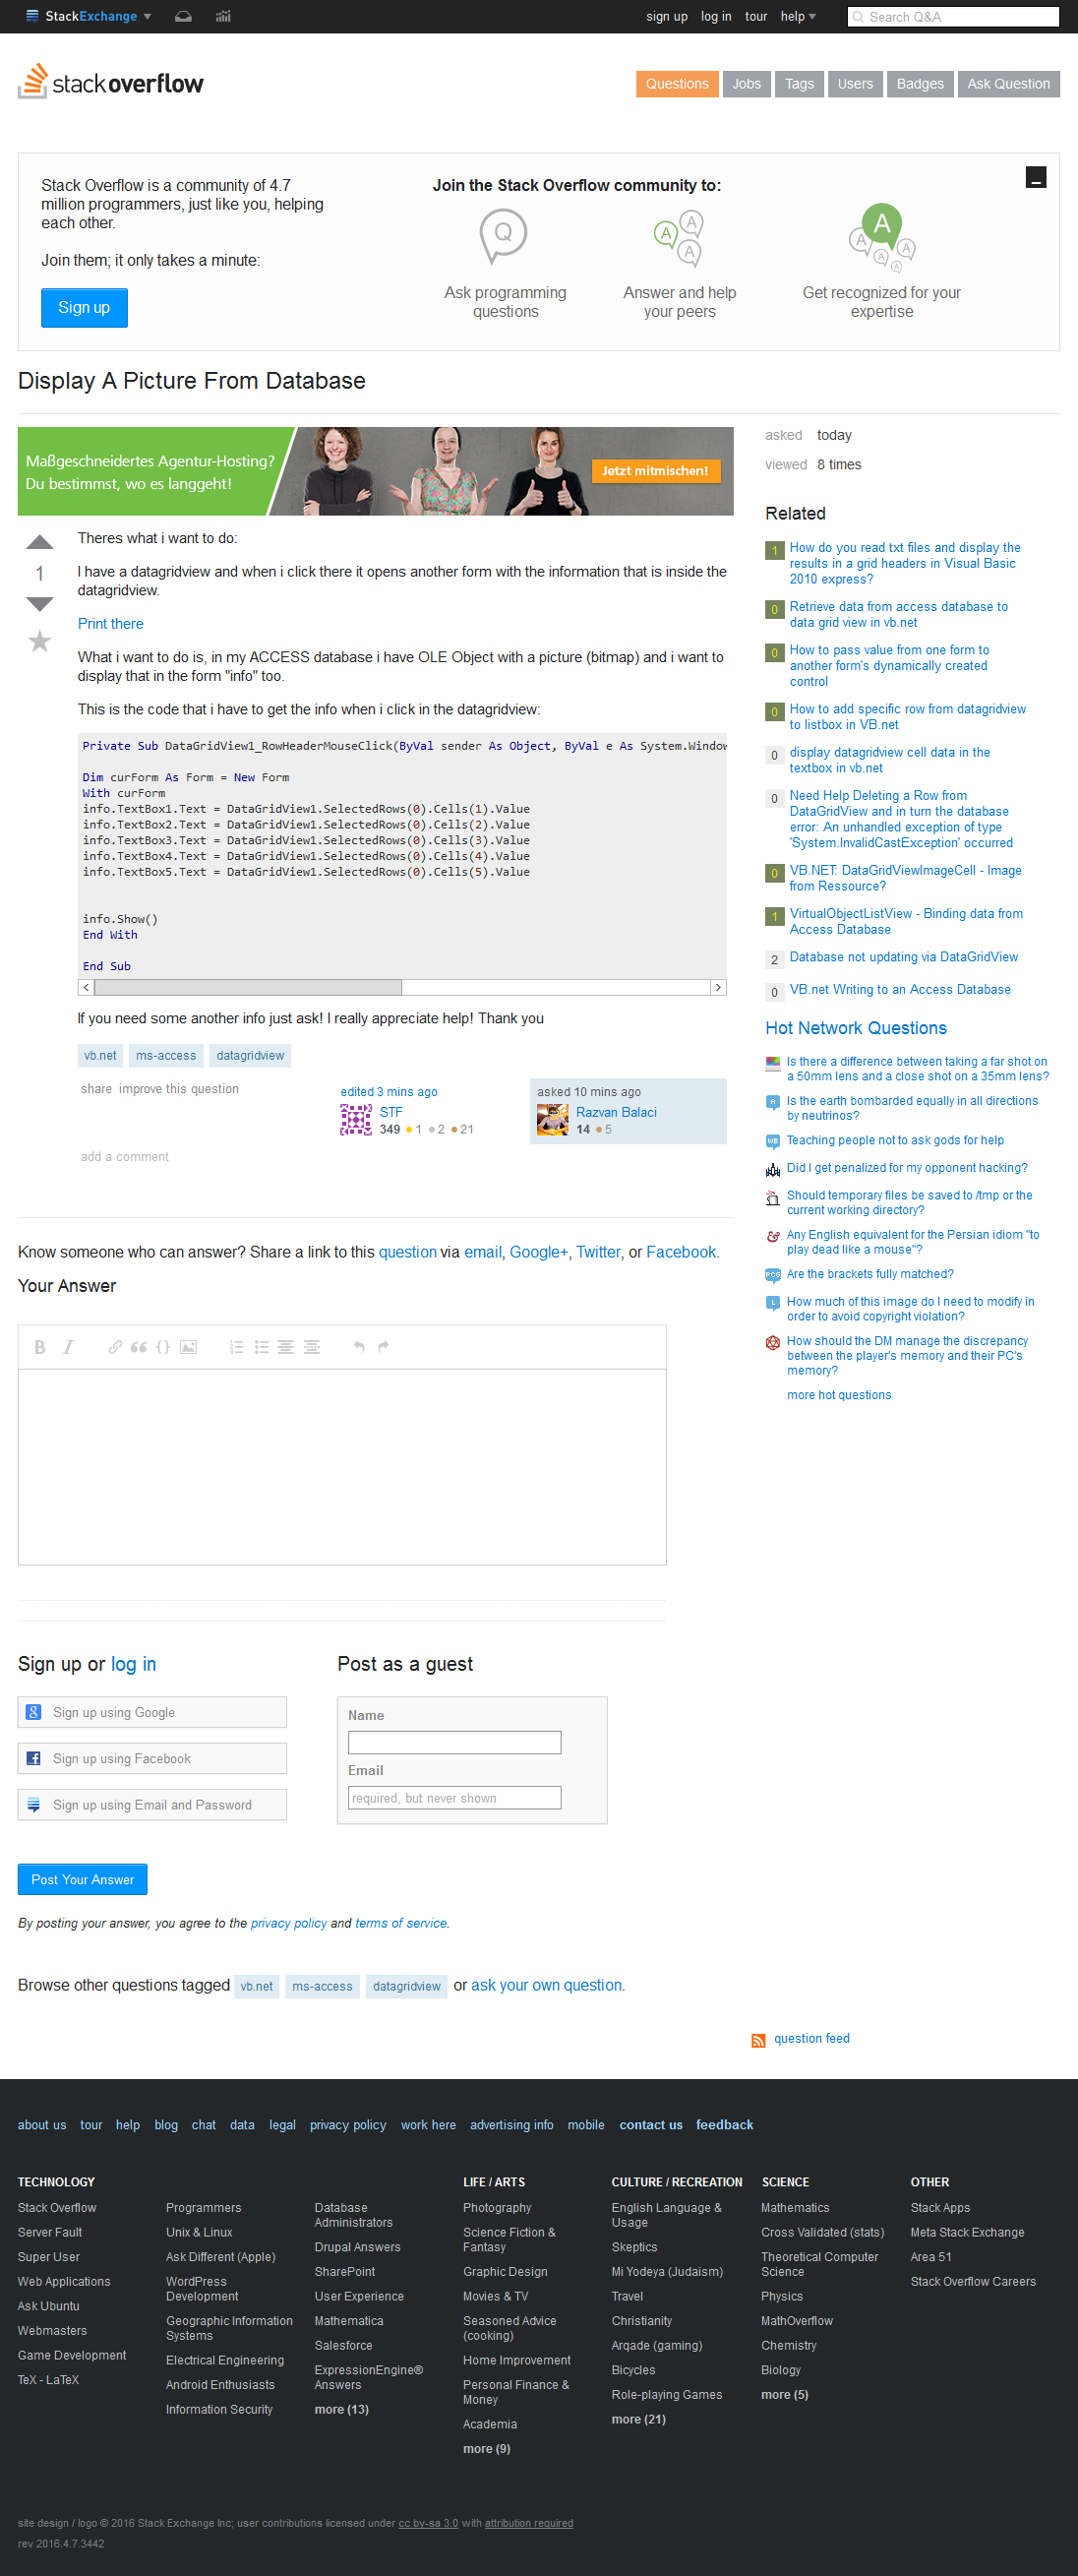 StackExchange
sign up log in tour help
Search Q&A
stackoverflow
Questions Jobs Tags Users Badges Ask Question
Stack Overflow is a community of 4.7
million programmers, just like you, helping
each other.
Join them; it only takes a minute:
Sign up
Join the Stack Overflow community to:
Q
A A A
A A A A A
Ask programming
questions
Answer and help
your peers
Get recognized for your
expertise
Display A Picture From Database
Maßgeschneidertes Agentur-Hosting?
Du bestimmst, wo es langgeht!
Jetzt mitmischen!
1
Theres what i want to do:
I have a datagridview and when i click there it opens another form with the information that is inside the
datagridview.
Print there
What i want to do is, in my ACCESS database i have OLE Object with a picture (bitmap) and i want to
display that in the form "info" too.
This is the code that i have to get the info when i click in the datagridview:
Private Sub DataGridView1_RowHeaderMouseClick(ByVal sender As Object, ByVal e As System.Window
Dim curForm As Form = New Form
With curForm
info.TextBox1.Text = DataGridView1.SelectedRows(0).Cells(1).Value
info.TextBox2.Text = DataGridView1.SelectedRows(0).Cells(2).Value
info.TextBox3.Text = DataGridView1.SelectedRows(0).Cells(3).Value
info.TextBox4.Text = DataGridView1.SelectedRows(0).Cells(4).Value
info.TextBox5.Text = DataGridView1.SelectedRows(0).Cells(5).Value
info.Show()
End With
End Sub
If you need some another info just ask! I really appreciate help! Thank you
vb.net ms-access datagridview
share improve this question
edited 3 mins ago
STF
349 1 2 21
asked 10 mins ago
Razvan Balaci
14 5
add a comment
asked today
viewed 8 times
Related
1 How do you read txt files and display the
results in a grid headers in Visual Basic
2010 express?
0 Retrieve data from access database to
data grid view in vb.net
0 How to pass value from one form to
another form's dynamically created
control
0 How to add specific row from datagridview
to listbox in VB.net
0 display datagridview cell data in the
textbox in vb.net
0 Need Help Deleting a Row from
DataGridView and in turn the database
error: An unhandled exception of type
'System.InvalidCastException' occurred
0 VB.NET: DataGridViewImageCell - Image
from Ressource?
1 VirtualObjectListView - Binding data from
Access Database
2 Database not updating via DataGridView
0 VB.net Writing to an Access Database
Hot Network Questions
Is there a difference between taking a far shot on
a 50mm lens and a close shot on a 35mm lens?
Is the earth bombarded equally in all directions
by neutrinos?
Teaching people not to ask gods for help
Did I get penalized for my opponent hacking?
Should temporary files be saved to /tmp or the
current working directory?
Any English equivalent for the Persian idiom "to
play dead like a mouse"?
Are the brackets fully matched?
How much of this image do I need to modify in
order to avoid copyright violation?
How should the DM manage the discrepancy
between the player's memory and their PC's
memory?
more hot questions
Know someone who can answer? Share a link to this question via email, Google+, Twitter, or Facebook.
Your Answer
Sign up or log in
Sign up using Google
Sign up using Facebook
Sign up using Email and Password
Post as a guest
Name
Email
required, but never shown
Post Your Answer
By posting your answer, you agree to the privacy policy and terms of service.
Browse other questions tagged vb.net ms-access datagridview or ask your own question.
question feed
about us tour help blog chat data legal privacy policy work here advertising info mobile contact us feedback
TECHNOLOGY
Stack Overflow
Server Fault
Super User
Web Applications
Ask Ubuntu
Webmasters
Game Development
TeX - LaTeX
Programmers
Unix & Linux
Ask Different (Apple)
WordPress
Development
Geographic Information
Systems
Electrical Engineering
Android Enthusiasts
Information Security
Database
Administrators
Drupal Answers
SharePoint
User Experience
Mathematica
Salesforce
ExpressionEngine®
Answers
more (13)
LIFE / ARTS
Photography
Science Fiction &
Fantasy
Graphic Design
Movies & TV
Seasoned Advice
(cooking)
Home Improvement
Personal Finance &
Money
Academia
more (9)
CULTURE / RECREATION
English Language &
Usage
Skeptics
Mi Yodeya (Judaism)
Travel
Christianity
Arqade (gaming)
Bicycles
Role-playing Games
more (21)
SCIENCE
Mathematics
Cross Validated (stats)
Theoretical Computer
Science
Physics
MathOverflow
Chemistry
Biology
more (5)
OTHER
Stack Apps
Meta Stack Exchange
Area 51
Stack Overflow Careers
site design / logo © 2016 Stack Exchange Inc; user contributions licensed under cc by-sa 3.0 with attribution required
rev 2016.4.7.3442